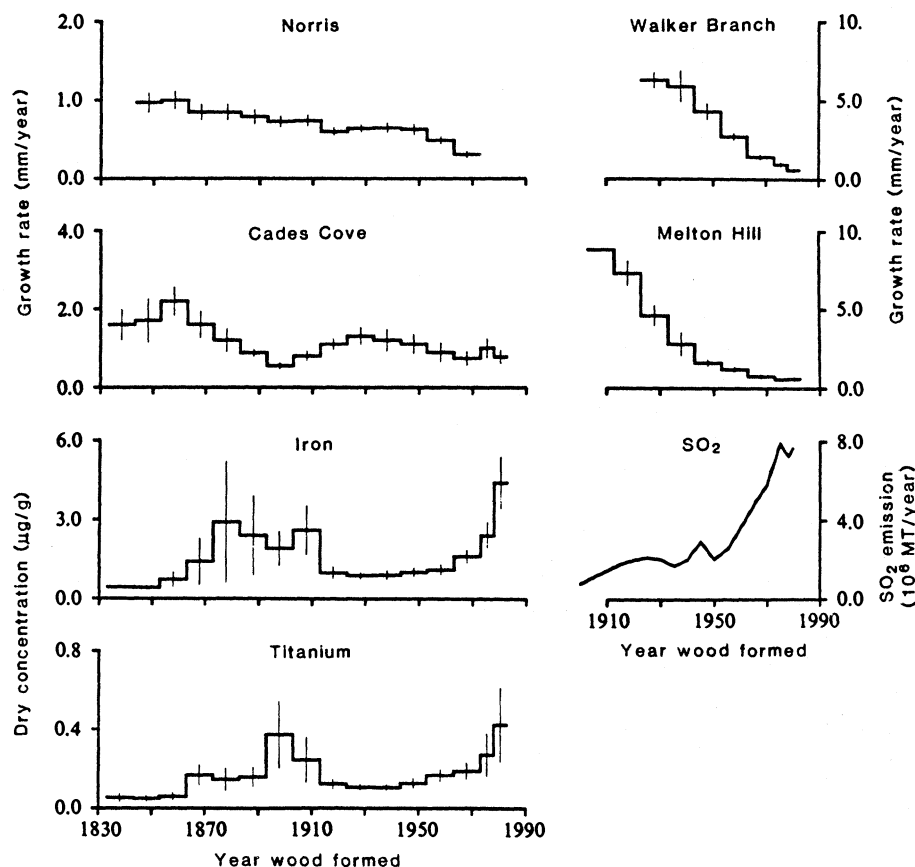 Norris
2.0
1.0
0.0
Growth rate (mm/year)
Walker Branch
10.
5.0
0.0
Growth rate (mm/year)
Cades Cove
4.0
2.0
0.0
Melton Hill
10.
5.0
0.0
Iron
6.0
3.0
0.0
Dry concentration (μg/g)
SO₂
8.0
4.0
0.0
SO₂ emission
(10⁶ MT/year)
1910 1950 1990
Year wood formed
Titanium
0.8
0.4
0.0
1830 1870 1910 1950 1990
Year wood formed